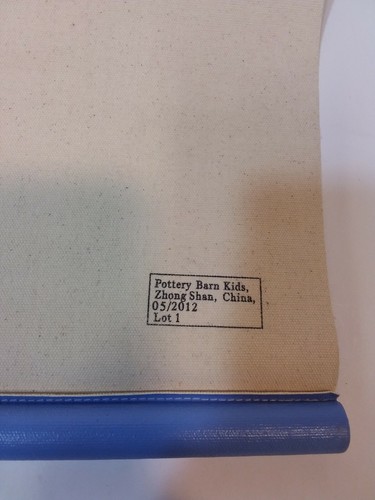 Pottery Barn Kids,
Zhong Shan, China,
05/2012
Lot 1